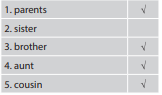 1. parents √
2. sister
3. brother √
4. aunt √
5. cousin √